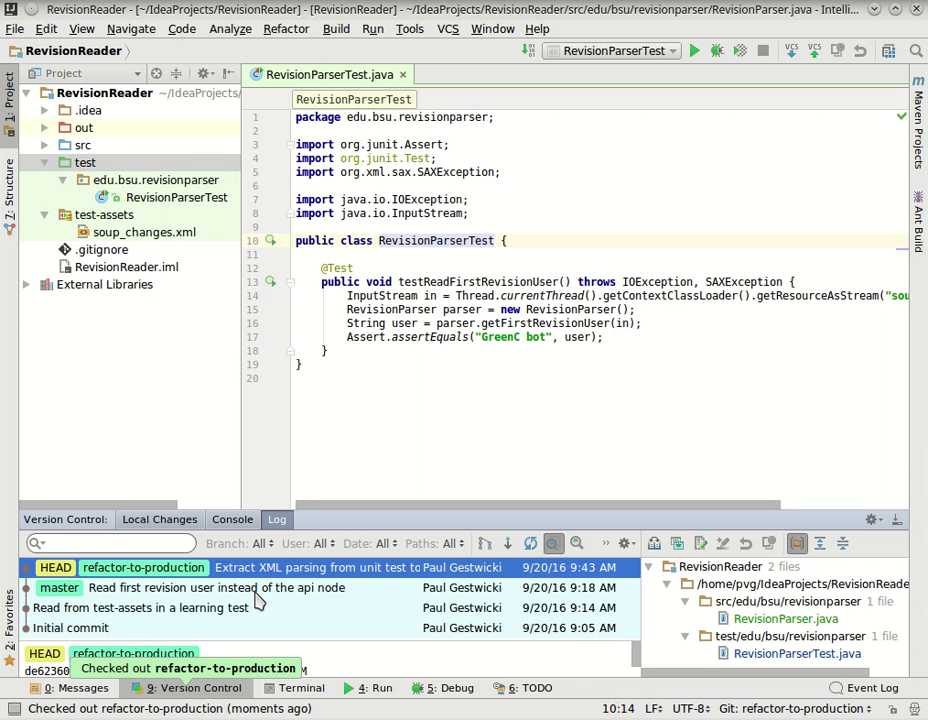 RevisionReader - [~/IdeaProjects/RevisionReader] - [RevisionReader] - ~/IdeaProjects/RevisionReader/src/edu/bsu/revisionparser/RevisionParser.java - Intelli...
File Edit View Navigate Code Analyze Refactor Build Run Tools VCS Window Help
RevisionReader
RevisionParserTest
VCS VCS
Project
RevisionParserTest.java
1: Project
7: Structure
2: Favorites
RevisionReader ~/IdeaProjects/
.idea
out
src
test
edu.bsu.revisionparser
RevisionParserTest
test-assets
soup_changes.xml
.gitignore
RevisionReader.iml
External Libraries
RevisionParserTest
1 package edu.bsu.revisionparser;
2
3 import org.junit.Assert;
4 import org.junit.Test;
5 import org.xml.sax.SAXException;
6
7 import java.io.IOException;
8 import java.io.InputStream;
9
10 public class RevisionParserTest {
11
12 @Test
13 public void testReadFirstRevisionUser() throws IOException, SAXException {
14 InputStream in = Thread.currentThread().getContextClassLoader().getResourceAsStream("sou
15 RevisionParser parser = new RevisionParser();
16 String user = parser.getFirstRevisionUser(in);
17 Assert.assertEquals("GreenC bot", user);
18 }
19 }
20
Maven Projects
Ant Build
Version Control: Local Changes Console Log
Branch: All User: All Date: All Paths: All
HEAD refactor-to-production Extract XML parsing from unit test to Paul Gestwicki 9/20/16 9:43 AM
master Read first revision user instead of the api node Paul Gestwicki 9/20/16 9:18 AM
Read from test-assets in a learning test Paul Gestwicki 9/20/16 9:14 AM
Initial commit Paul Gestwicki 9/20/16 9:05 AM
HEAD refactor-to-production
de62360
M
Checked out refactor-to-production
RevisionReader 2 files
/home/pvg/IdeaProjects/RevisionReade
src/edu/bsu/revisionparser 1 file
RevisionParser.java
test/edu/bsu/revisionparser 1 file
RevisionParserTest.java
0: Messages 9: Version Control Terminal 4: Run 5: Debug 6: TODO Event Log
Checked out refactor-to-production (moments ago) 10:14 LF UTF-8 Git: refactor-to-production